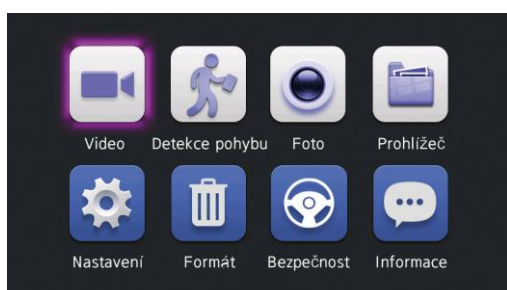 Video Detekce pohybu Foto Prohlížeč
Nastavení Formát Bezpečnost Informace